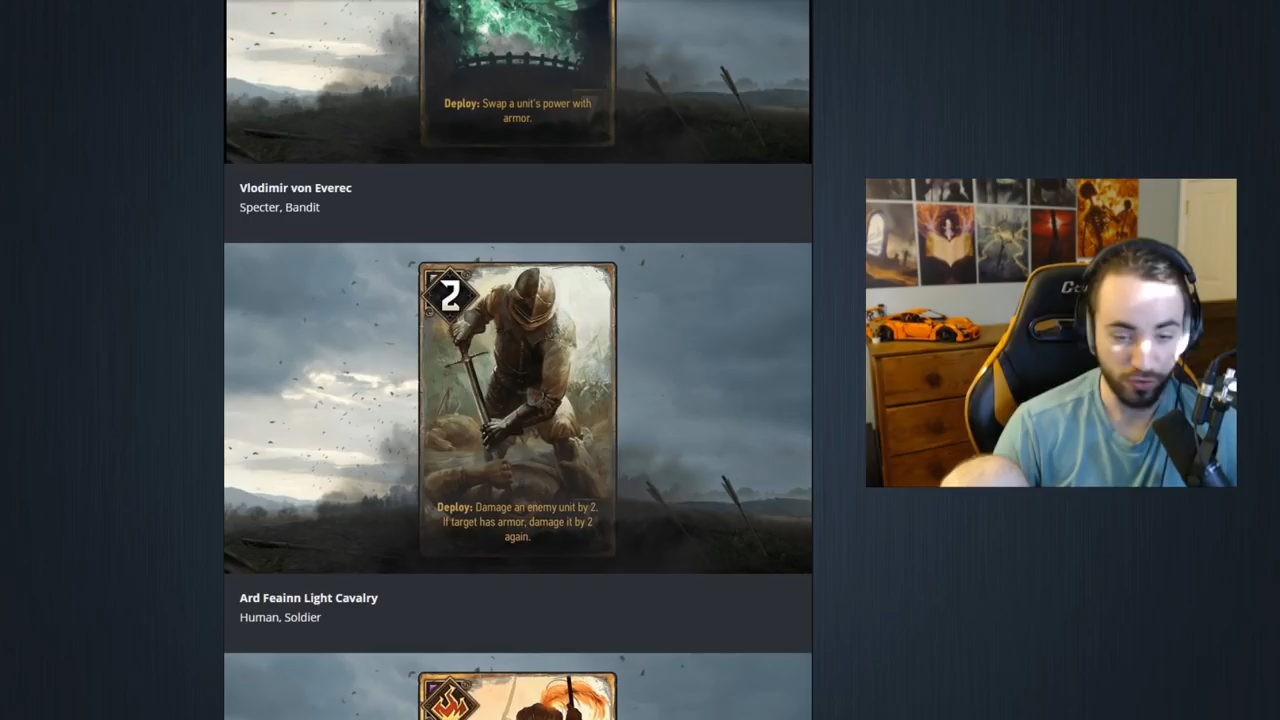 Deploy: Swap a unit's power with
armor.
Vlodimir von Everec
Specter, Bandit
2
Deploy: Damage an enemy unit by 2.
If target has armor, damage it by 2
again.
Ard Feainn Light Cavalry
Human, Soldier